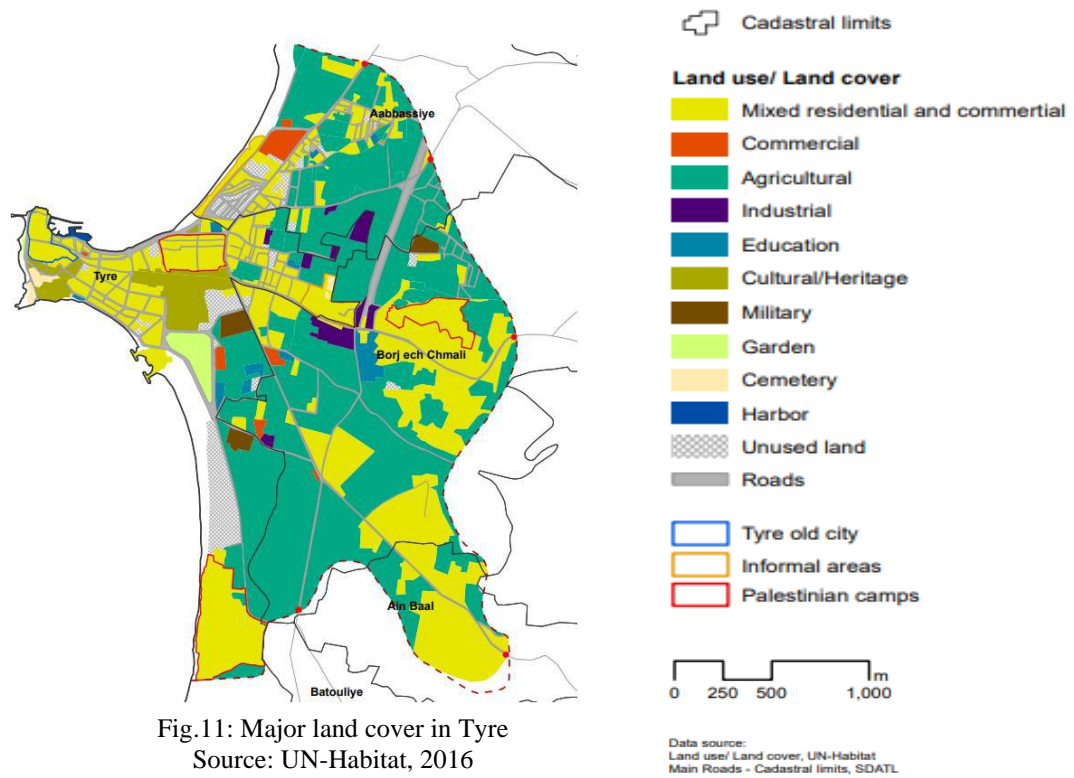 Aabbassiye
Tyre
Borj ech Chmali
Ain Baal
Batouliye
Fig.11: Major land cover in Tyre
Source: UN-Habitat, 2016
Cadastral limits
Land use/ Land cover
Mixed residential and commertial
Commercial
Agricultural
Industrial
Education
Cultural/Heritage
Military
Garden
Cemetery
Harbor
Unused land
Roads
Tyre old city
Informal areas
Palestinian camps
m
0 250 500 1,000
Data source:
Land use/ Land cover, UN-Habitat
Main Roads - Cadastral limits, SDATL